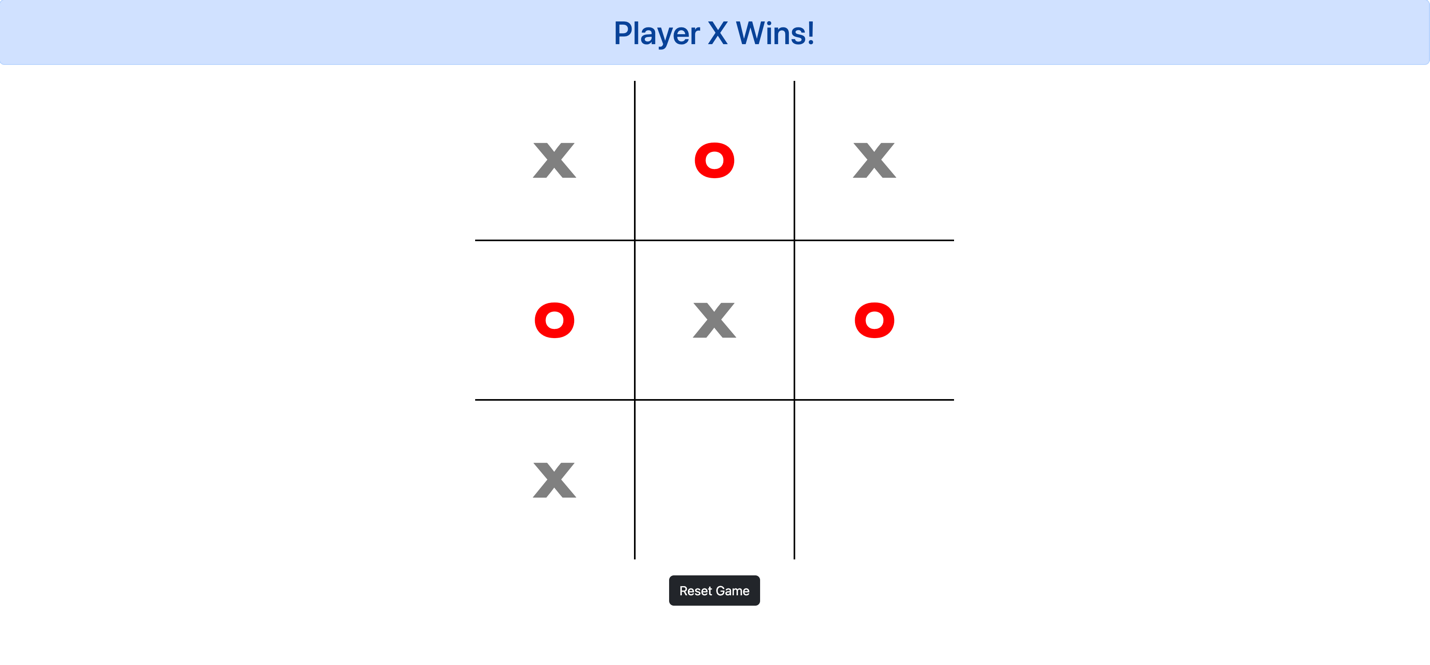 Player X Wins!
X O X
O X O
X
Reset Game